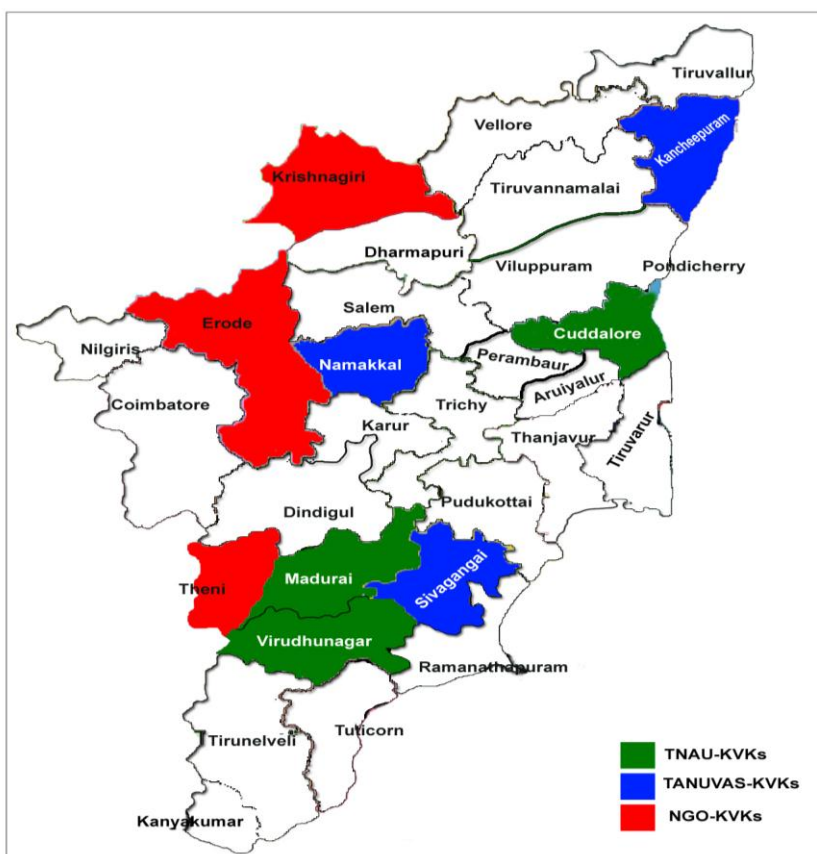 Tiruvallur
Vellore
Kancheepuram
Krishnagiri
Tiruvannamalai
Dharmapuri
Viluppuram
Pondicherry
Salem
Erode
Cuddalore
Nilgiris
Namakkal
Perambaur
Aruiyalur
Coimbatore
Trichy
Karur
Thanjavur
Tiruvarur
Pudukottai
Dindigul
Theni
Madurai
Sivagangai
Virudhunagar
Ramanathapuram
Tirunelveli
Tuticorn
Kanyakumar
TNAU-KVKs
TANUVAS-KVKs
NGO-KVKs